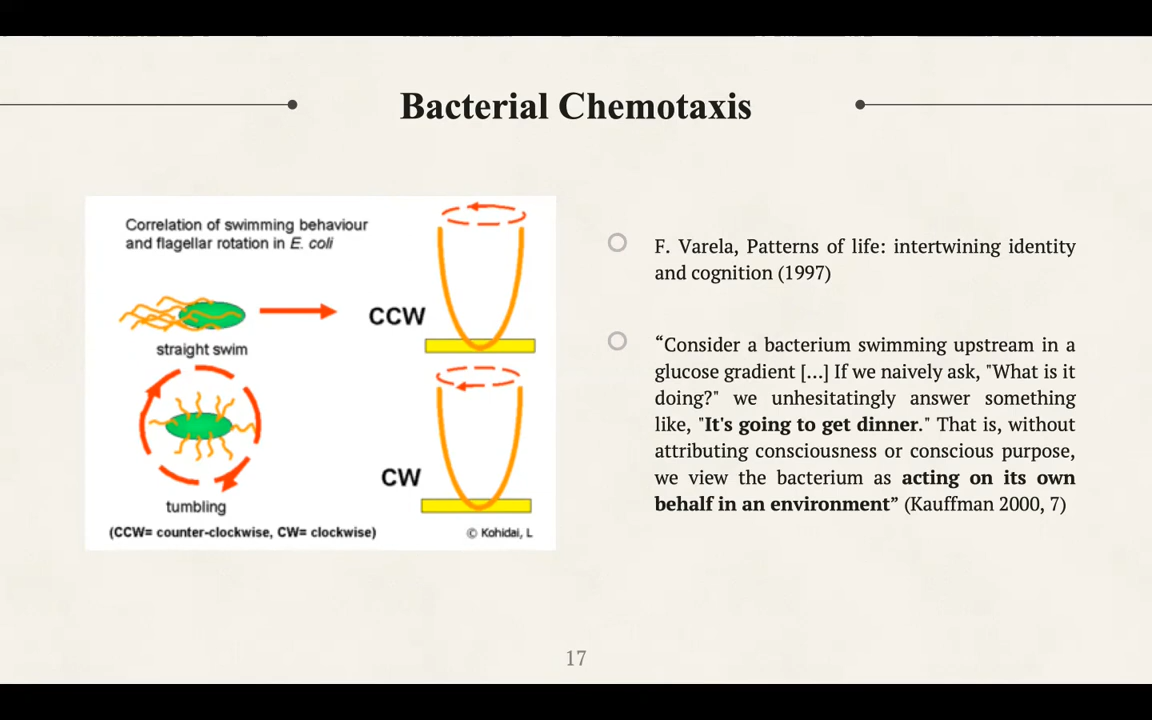 Bacterial Chemotaxis
Correlation of swimming behaviour
and flagellar rotation in E. coli
CCW
straight swim
CW
tumbling
(CCW= counter-clockwise, CW= clockwise)
© Kohidai, L
F. Varela, Patterns of life: intertwining identity
and cognition (1997)
“Consider a bacterium swimming upstream in a
glucose gradient [...] If we naively ask, "What is it
doing?" we unhesitatingly answer something
like, "It's going to get dinner." That is, without
attributing consciousness or conscious purpose,
we view the bacterium as acting on its own
behalf in an environment” (Kauffman 2000, 7)
17